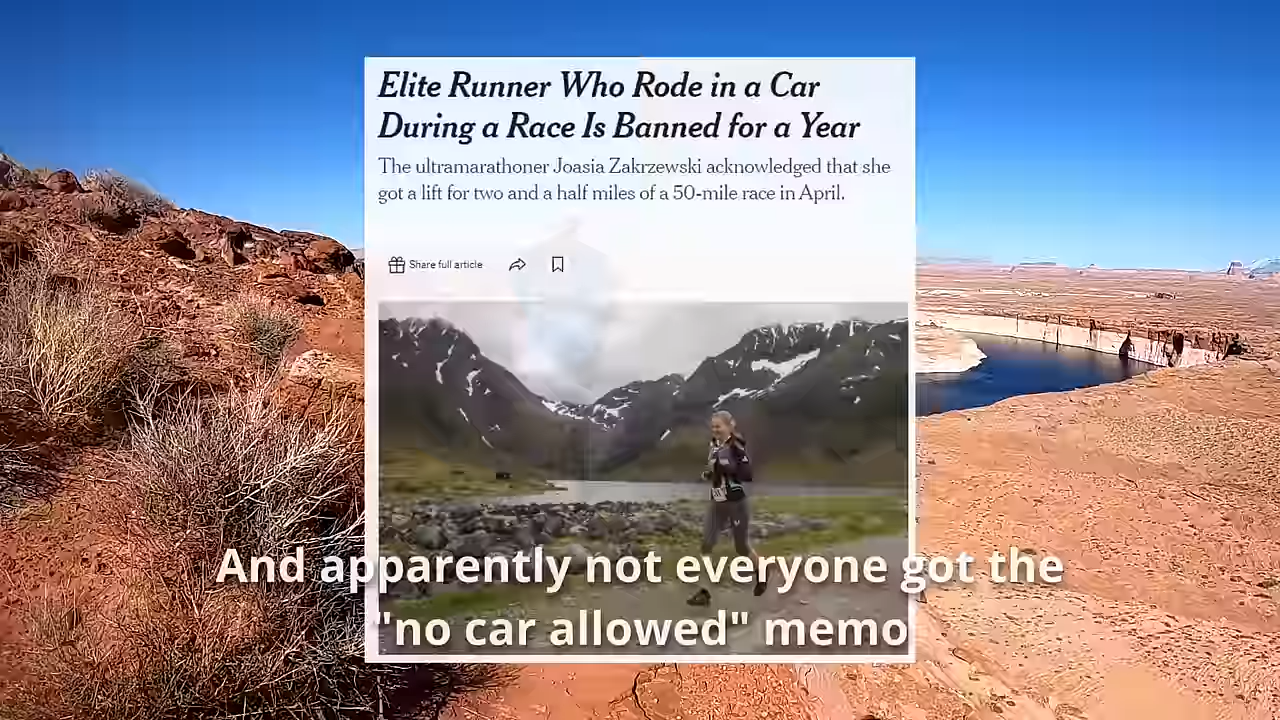 Elite Runner Who Rode in a Car
During a Race Is Banned for a Year
The ultramarathoner Joasia Zakrzewski acknowledged that she
got a lift for two and a half miles of a 50-mile race in April.
Share full article
And apparently not everyone got the
"no car allowed" memo